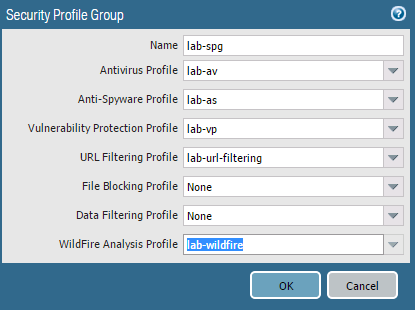 Security Profile Group
Name lab-spg
Antivirus Profile lab-av
Anti-Spyware Profile lab-as
Vulnerability Protection Profile lab-vp
URL Filtering Profile lab-url-filtering
File Blocking Profile None
Data Filtering Profile None
WildFire Analysis Profile lab-wildfire
OK Cancel